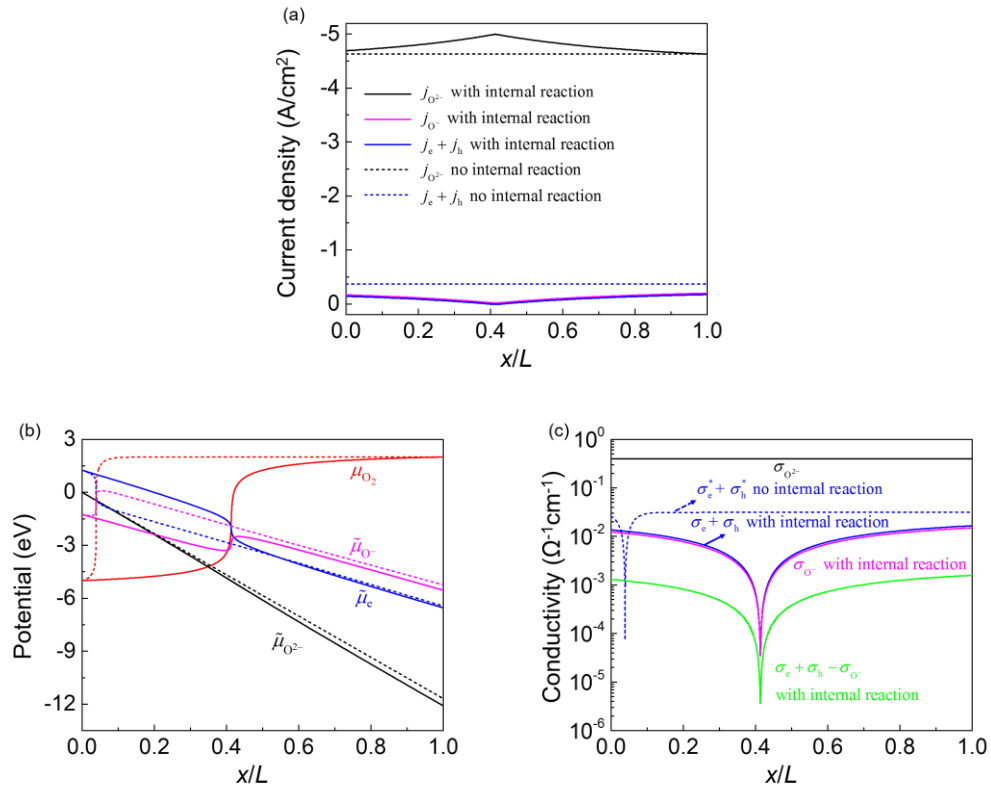 (a)
-5
-4
-3
-2
-1
0
Current density (A/cm²)
j_O²⁻ with internal reaction
j_O⁻ with internal reaction
j_e + j_h with internal reaction
j_O²⁻ no internal reaction
j_e + j_h no internal reaction
0.0 0.2 0.4 0.6 0.8 1.0
x/L
(b)
3
0
-3
-6
-9
-12
Potential (eV)
μ_O₂
μ̃_O⁻
μ̃_e
μ̃_O²⁻
0.0 0.2 0.4 0.6 0.8 1.0
x/L
(c)
10⁰
10⁻¹
10⁻²
10⁻³
10⁻⁴
10⁻⁵
10⁻⁶
Conductivity (Ω⁻¹cm⁻¹)
σ_O²⁻
σ*_e + σ*_h no internal reaction
σ_e + σ_h with internal reaction
σ_O⁻ with internal reaction
σ_e + σ_h − σ_O⁻
with internal reaction
0.0 0.2 0.4 0.6 0.8 1.0
x/L